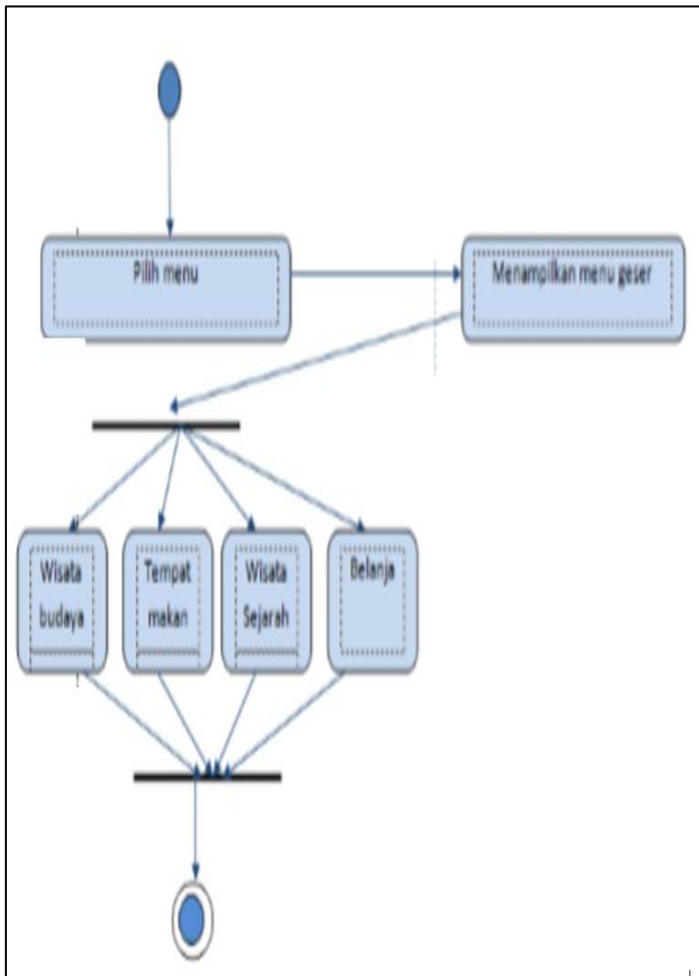 Pilih menu
Menampilkan menu geser
Wisata
budaya
Tempat
makan
Wisata
Sejarah
Belanja